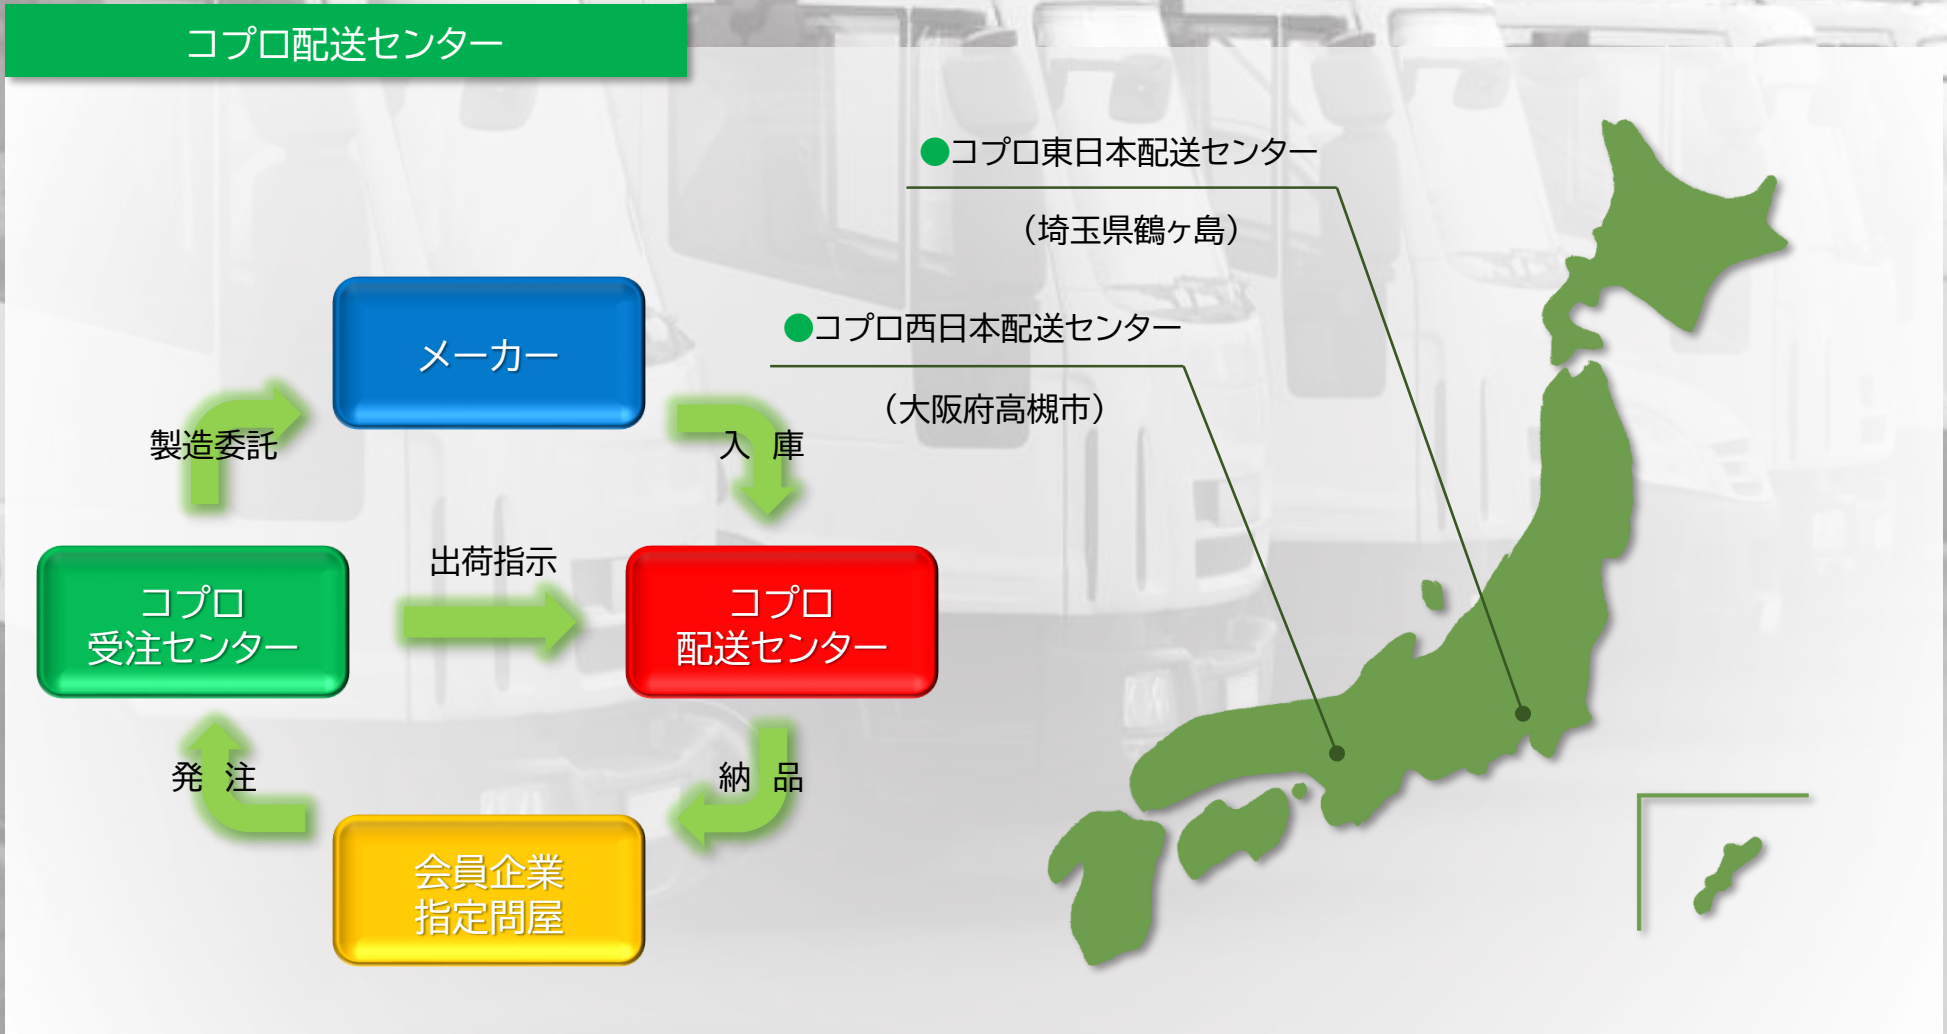 コプロ配送センター
●コプロ東日本配送センター
（埼玉県鶴ヶ島）
●コプロ西日本配送センター
（大阪府高槻市）
メーカー
製造委託
入　庫
出荷指示
コプロ
受注センター
コプロ
配送センター
発　注
納　品
会員企業
指定問屋